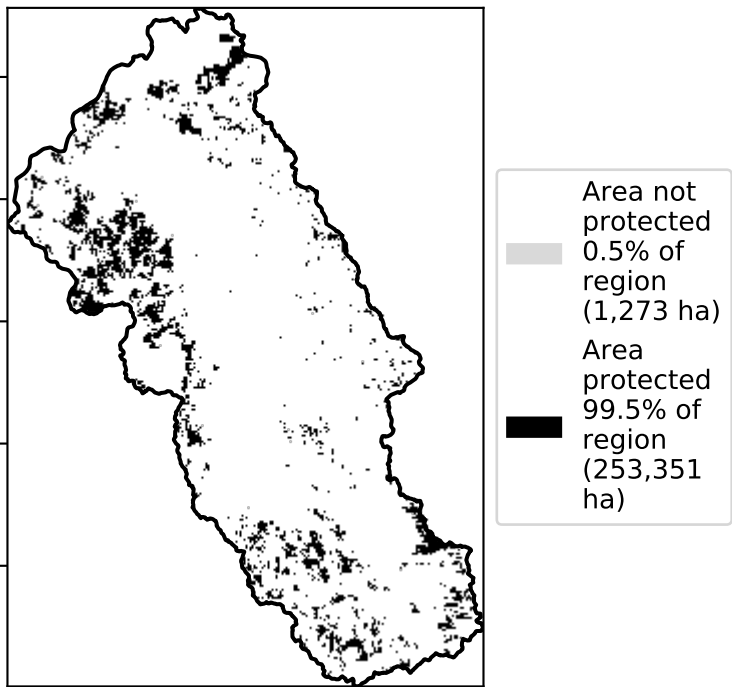 Area not
protected
0.5% of
region
(1,273 ha)
Area
protected
99.5% of
region
(253,351
ha)